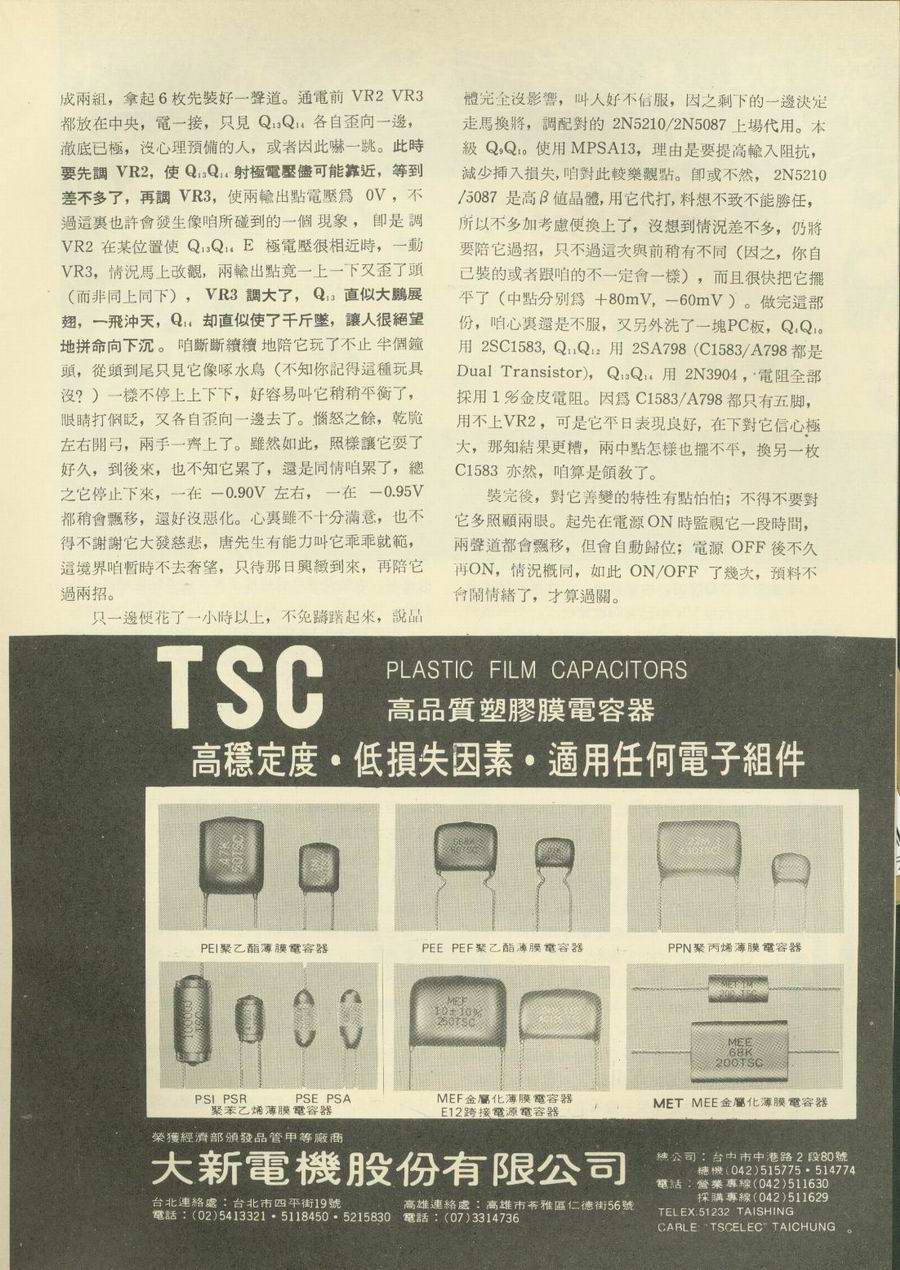 成兩組，拿起6枚先裝好一聲道。通電前 VR2 VR3
都放在中央，電一接，只見 Q₁₃Q₁₄ 各自歪向一邊，
澈底已極，沒心理預備的人，或者因此嚇一跳。此時
要先調 VR2，使 Q₁₃Q₁₄ 射極電壓儘可能靠近，等到
差不多了，再調 VR3，使兩輸出點電壓爲 0V，不
過這裏也許會發生像咱所碰到的一個現象，卽是調
VR2 在某位置使 Q₁₃Q₁₄ E 極電壓很相近時，一動
VR3，情況馬上改觀，兩輸出點竟一上一下又歪了頭
（而非同上同下），VR3 調大了，Q₁₃ 直似大鵬展
翅，一飛沖天，Q₁₄ 却直似使了千斤墜，讓人很絕望
地拼命向下沉。咱斷斷續續地陪它玩了不止半個鐘
頭，從頭到尾只見它像啄水鳥（不知你記得這種玩具
沒？）一樣不停上上下下，好容易叫它稍稍平衡了，
眼睛打個眨，又各自歪向一邊去了。惱怒之餘，乾脆
左右開弓，兩手一齊上了。雖然如此，照樣讓它耍了
好久，到後來，也不知它累了，還是同情咱累了，總
之它停止下來，一在 －0.90V 左右，一在 －0.95V
都稍會飄移，還好沒惡化。心裏雖不十分滿意，也不
得不謝謝它大發慈悲，唐先生有能力叫它乖乖就範，
這境界咱暫時不去奢望，只待那日興緻到來，再陪它
過兩招。
只一邊便花了一小時以上，不免躊躇起來，說晶
體完全沒影響，叫人好不信服，因之剩下的一邊決定
走馬換將，調配對的 2N5210/2N5087 上場代用。本
級 Q₉Q₁₀ 使用 MPSA13，理由是要提高輸入阻抗，
減少揷入損失，咱對此較樂觀點。卽或不然，2N5210
/5087 是高β值晶體，用它代打，料想不致不能勝任，
所以不多加考慮便換上了，沒想到情況差不多，仍將
要陪它過招，只不過這次與前稍有不同（因之，你自
己裝的或者跟咱的不一定會一樣），而且很快把它擺
平了（中點分別爲 ＋80mV，－60mV）。做完這部
份，咱心裏還是不服，又另外洗了一塊PC板，Q₉Q₁₀
用 2SC1583, Q₁₁Q₁₂ 用 2SA798 (C1583/A798 都是
Dual Transistor)，Q₁₃Q₁₄ 用 2N3904，電阻全部
採用1％金皮電阻。因爲 C1583/A798 都只有五脚，
用不上VR2，可是它平日表現良好，在下對它信心極
大，那知結果更糟，兩中點怎樣也擺不平，換另一枚
C1583 亦然，咱算是領敎了。
裝完後，對它善變的特性有點怕怕；不得不要對
它多照顧兩眼。起先在電源ON時監視它一段時間，
兩聲道都會飄移，但會自動歸位；電源 OFF 後不久
再ON，情況概同，如此 ON/OFF 了幾次，預料不
會鬧情緒了，才算過關。
TSC
PLASTIC FILM CAPACITORS
高品質塑膠膜電容器
高穩定度・低損失因素・適用任何電子組件
47K
50TSC
PEI聚乙酯薄膜電容器
PEE PEF聚乙酯薄膜電容器
PPN聚丙烯薄膜電容器
PSI PSR PSE PSA
聚苯乙烯薄膜電容器
MEF
10±10%
250TSC
MEF金屬化薄膜電容器
E12跨接電源電容器
MET 1M
200 TSC
MEE
68K
200TSC
MET MEE金屬化薄膜電容器
榮獲經濟部頒發品管甲等廠商
大新電機股份有限公司
台北連絡處：台北市四平街19號
電話：(02)5413321・5118450・5215830
高雄連絡處：高雄市苓雅區仁德街56號
電話：(07)3314736
總公司：台中市中港路2段80號
總機(042)515775・514774
電話：營業專線(042)511630
採購專線(042)511629
TELEX:51232 TAISHING
CABLE: "TSCELEC" TAICHUNG。